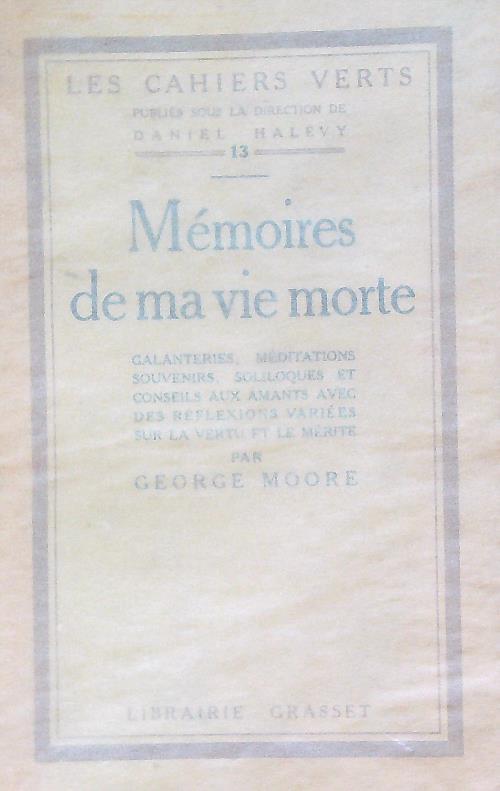 LES CAHIERS VERTS
PUBLIÉS SOUS LA DIRECTION DE
DANIEL HALÉVY
13
Mémoires
de ma vie morte
GALANTERIES, MÉDITATIONS
SOUVENIRS, SOLILOQUES ET
CONSEILS AUX AMANTS AVEC
DES RÉFLEXIONS VARIÉES
SUR LA VERTU ET LE MÉRITE
PAR
GEORGE MOORE
LIBRAIRIE GRASSET